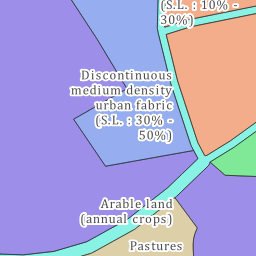 (S.L. : 10% -
30%)
Discontinuous
medium density
urban fabric
(S.L. : 30% -
50%)
Arable land
(annual crops)
Pastures